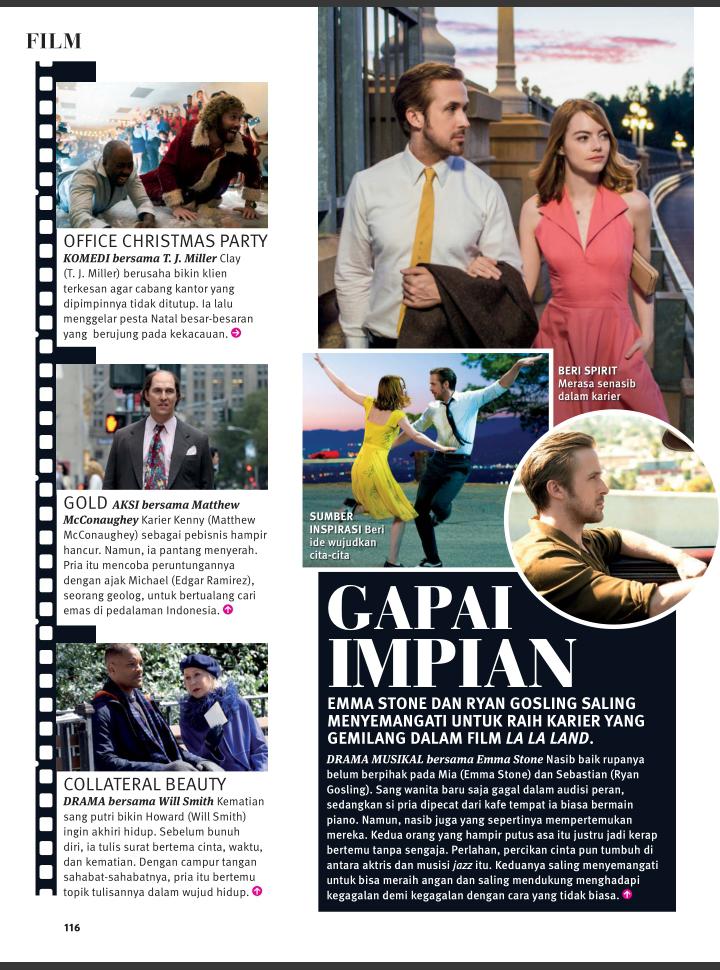 FILM
OFFICE CHRISTMAS PARTY
KOMEDI bersama T. J. Miller Clay
(T. J. Miller) berusaha bikin klien
terkesan agar cabang kantor yang
dipimpinnya tidak ditutup. Ia lalu
menggelar pesta Natal besar-besaran
yang berujung pada kekacauan.
GOLD AKSI bersama Matthew
McConaughey Karier Kenny (Matthew
McConaughey) sebagai pebisnis hampir
hancur. Namun, ia pantang menyerah.
Pria itu mencoba peruntungannya
dengan ajak Michael (Edgar Ramirez),
seorang geolog, untuk bertualang cari
emas di pedalaman Indonesia.
COLLATERAL BEAUTY
DRAMA bersama Will Smith Kematian
sang putri bikin Howard (Will Smith)
ingin akhiri hidup. Sebelum bunuh
diri, ia tulis surat bertema cinta, waktu,
dan kematian. Dengan campur tangan
sahabat-sahabatnya, pria itu bertemu
topik tulisannya dalam wujud hidup.
BERI SPIRIT
Merasa senasib
dalam karier
SUMBER
INSPIRASI Beri
ide wujudkan
cita-cita
GAPAI
IMPIAN
EMMA STONE DAN RYAN GOSLING SALING
MENYEMANGATI UNTUK RAIH KARIER YANG
GEMILANG DALAM FILM LA LA LAND.
DRAMA MUSIKAL bersama Emma Stone Nasib baik rupanya
belum berpihak pada Mia (Emma Stone) dan Sebastian (Ryan
Gosling). Sang wanita baru saja gagal dalam audisi peran,
sedangkan si pria dipecat dari kafe tempat ia biasa bermain
piano. Namun, nasib juga yang sepertinya mempertemukan
mereka. Kedua orang yang hampir putus asa itu justru jadi kerap
bertemu tanpa sengaja. Perlahan, percikan cinta pun tumbuh di
antara aktris dan musisi jazz itu. Keduanya saling menyemangati
untuk bisa meraih angan dan saling mendukung menghadapi
kegagalan demi kegagalan dengan cara yang tidak biasa.
116